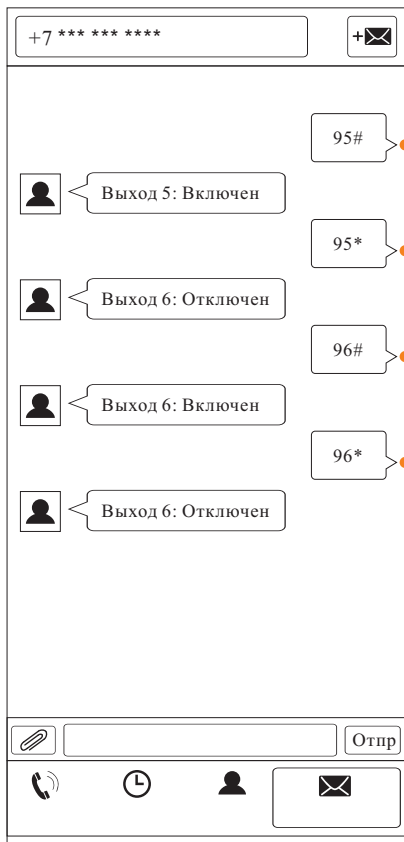 +7 *** *** ****
+
95#
Выход 5: Включен
95*
Выход 6: Отключен
96#
Выход 6: Включен
96*
Выход 6: Отключен
Отпр